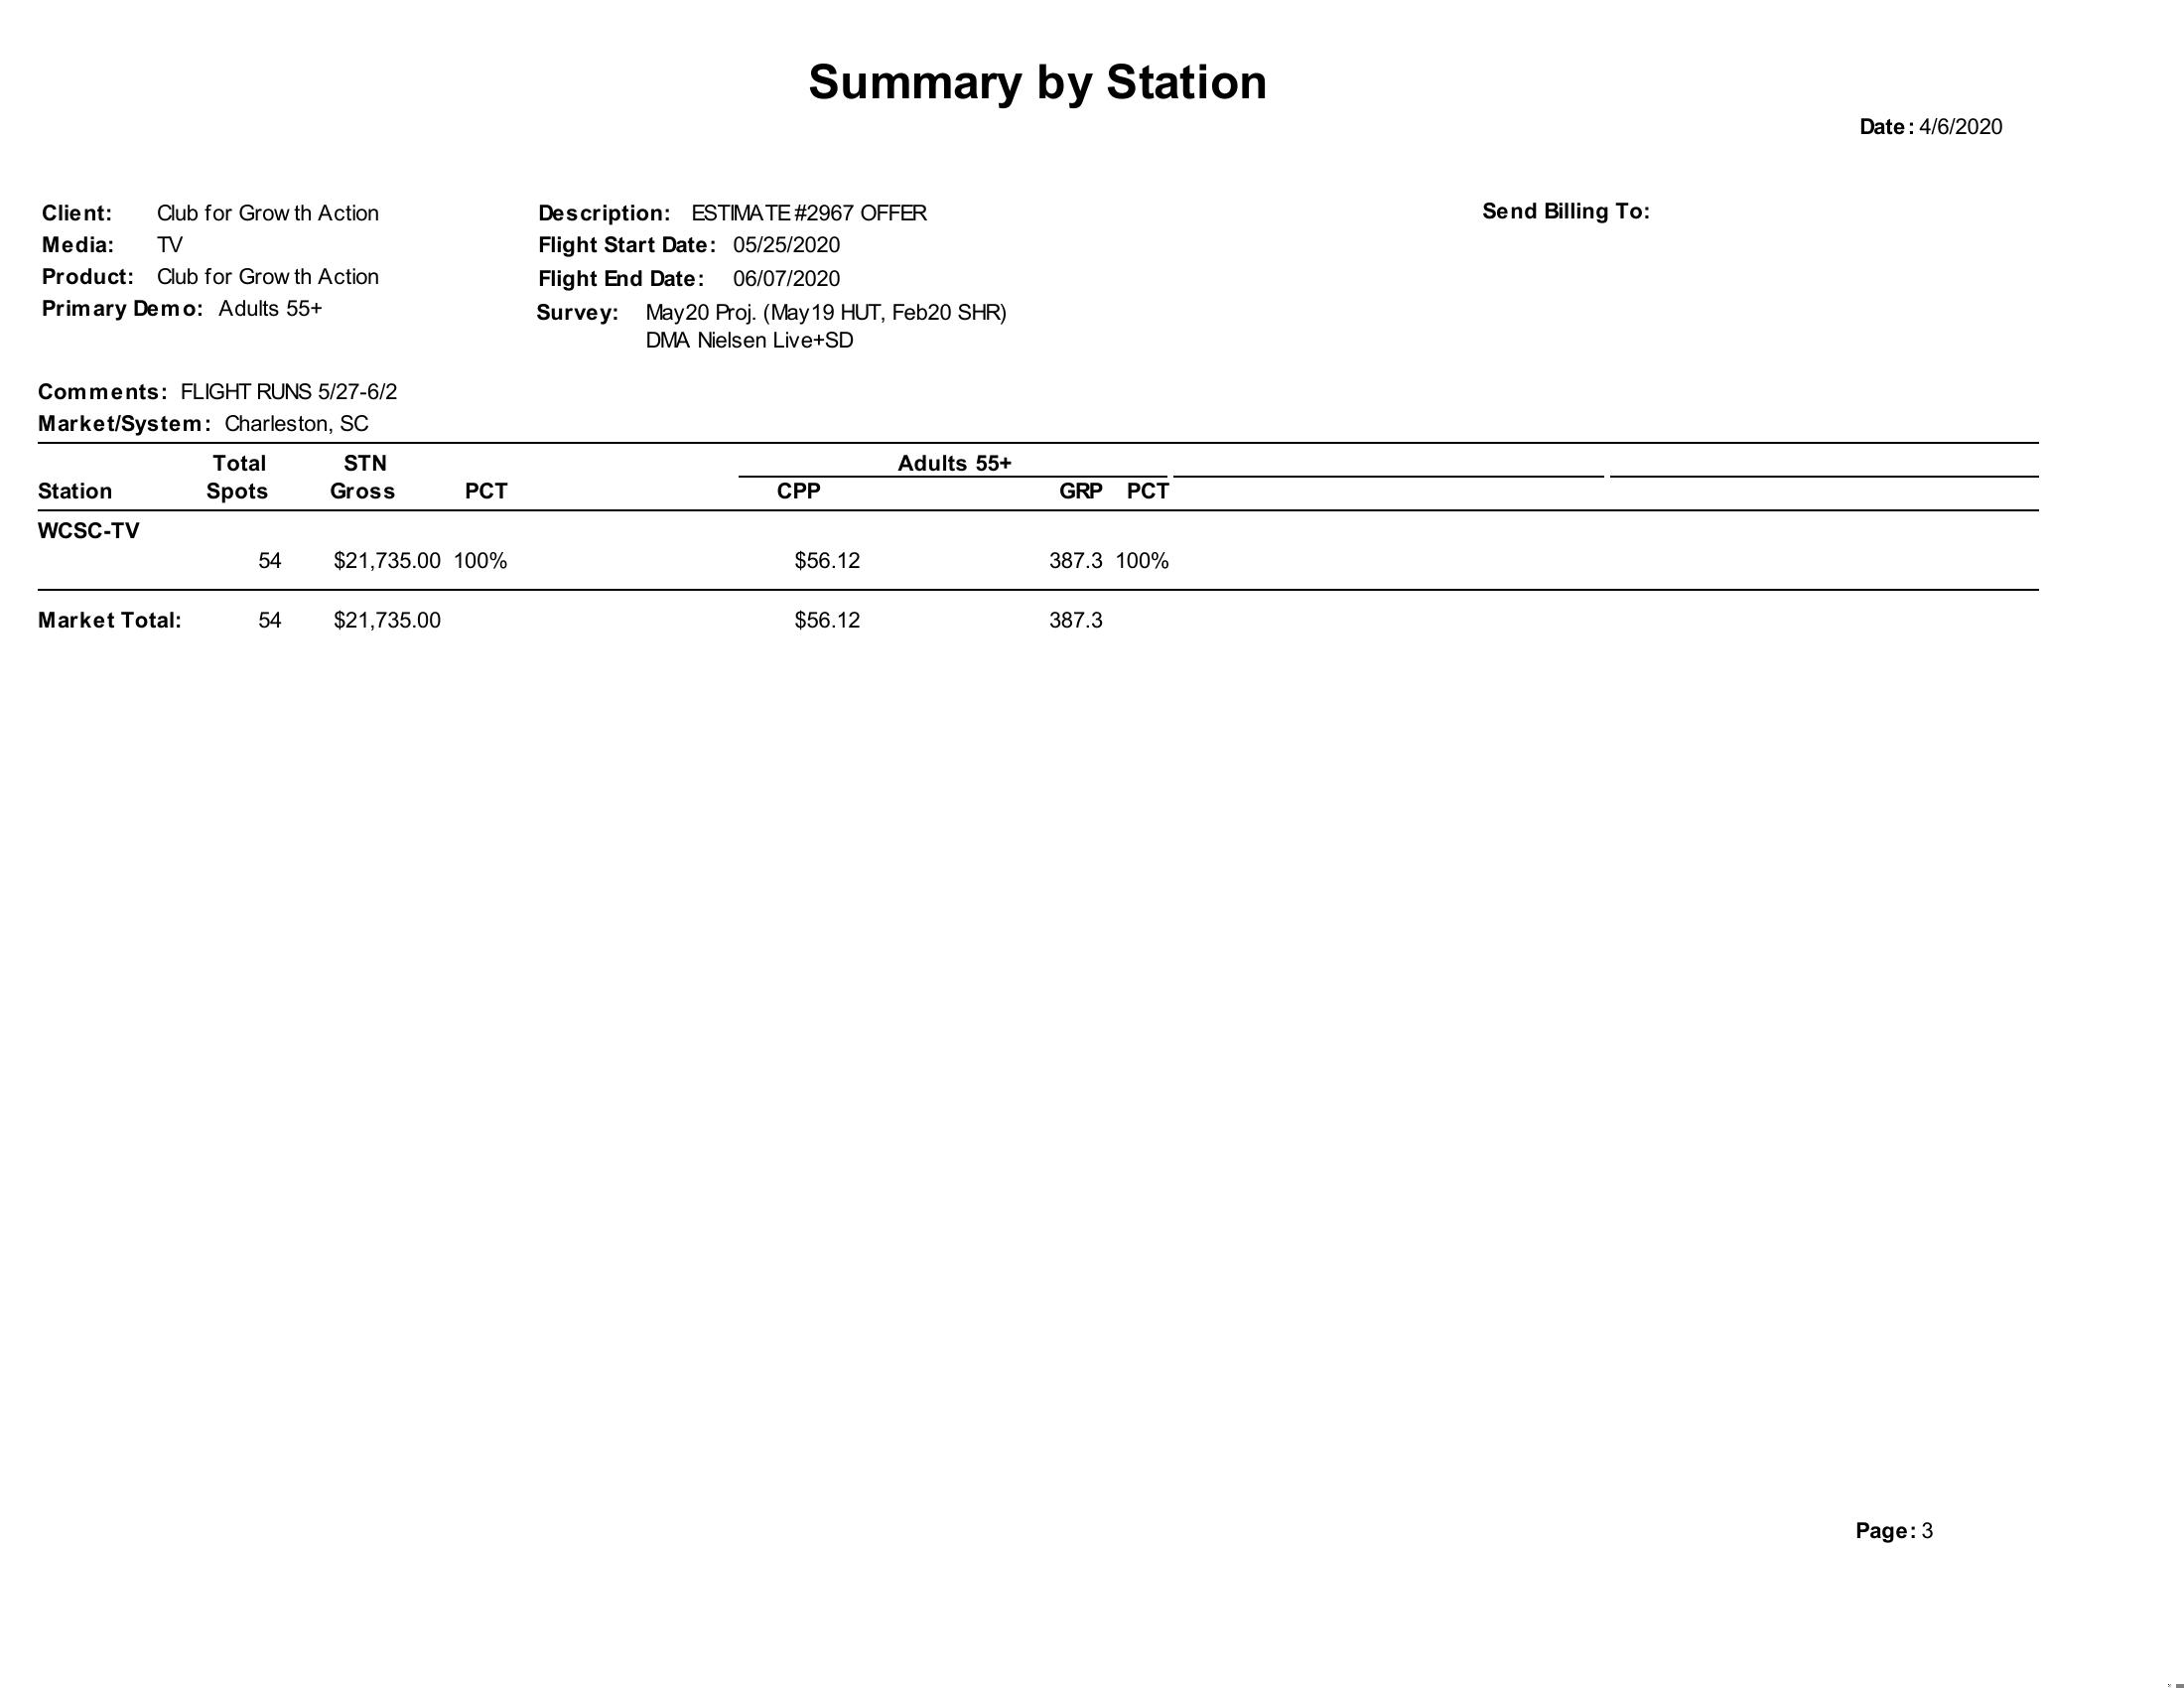 Summary by Station
Date: 4/6/2020
Client: Club for Growth Action
Description: ESTIMATE #2967 OFFER
Send Billing To:
Media: TV
Flight Start Date: 05/25/2020
Product: Club for Growth Action
Flight End Date: 06/07/2020
Primary Demo: Adults 55+
Survey: May20 Proj. (May19 HUT, Feb20 SHR)
DMA Nielsen Live+SD
Comments: FLIGHT RUNS 5/27-6/2
Market/System: Charleston, SC
Total STN Adults 55+
Station Spots Gross PCT CPP GRP PCT
WCSC-TV
54 $21,735.00 100% $56.12 387.3 100%
Market Total: 54 $21,735.00 $56.12 387.3
Page: 3